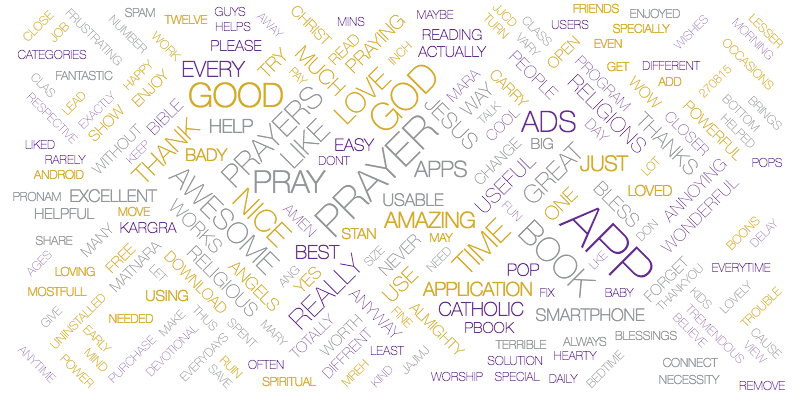 SPAM
TWELVE
GUYS
HELPS
AWAY
CHRIST
MINS
MAYBE
JJCD
TURN
CLASS
VARY
USERS
FRIENDS
ENJOYED
SPECIALLY
WISHES
LESSER
MORNING
CLOSE
JOB
FRUSTRATING
NUMBER
WORK
PLEASE
READ
PRAYING
INCH
READING
ACTUALLY
OPEN
EVEN
OCCASIONS
CATEGORIES
FANTASTIC
HAPPY
ENJOY
EVERY
TRY
PAY
MUCH
LOVE
GOD
MARA
WAY
CARRY
PEOPLE
PROGRAM
GET
WOW
DIFFERENT
ADD
270815
CLAS
RESPECTIVE
LEAD
EXACTLY
SHOW
GOOD
TALK
COOL
RELIGIONS
BOTTOM
BRINGS
HELPED
POWERFUL
BIBLE
KEEP
WITHOUT
THANK
HELP
PRAYERS
LIKE
EASY
DONT
PRAYER
JESUS
ADS
DAY
THANKS
CLOSER
LIKED
RARELY
ANDROID
BADY
PRAY
APPS
CHANGE
BIG
GREAT
JUST
LOT
POPS
PRONAM
EXCELLENT
HELPFUL
MOVE
KARGRA
AWESOME
NICE
AMEN
USABLE
USEFUL
FUN
ONE
BLESS
LOVED
DON
ANNOYING
WONDERFUL
SHARE
MANY
WORKS
RELIGIOUS
STAN
AMAZING
MAY
TIME
BOOK
APP
LIKE
BOONS
DELAY
AGES
LOVING
FREE
MATNARA
LET
DOWNLOAD
ANGELS
ANG
BEST
YES
REALLY
SIZE
NEVER
NEED
USE
POP
FIX
BABY
FORGET
THANKYOU
EVERYTIME
MOSTFULL
GIVE
UNINSTALLED
NEEDED
USING
ANYWAY
APPLICATION
CATHOLIC
PBOOK
SMARTPHONE
KIDS
LOVELY
TROUBLE
EARLY
MAKE
THUS
SPENT
MARY
TOTALLY
WORTH
FINE
ALMIGHTY
TERRIBLE
ALWAYS
BLESSINGS
BELIEVE
TREMENDOUS
CAUSE
VIEW
ANYTIME
POWER
MIND
PURCHASE
DEVOTIONAL
EVERYDAYS
SAVE
RUIN
OFTEN
SPIRITUAL
DIFFRENT
MREH
LEAST
KIND
JAJMJ
SOLUTION
HEARTY
WORSHIP
SPECIAL
DAILY
BEDTIME
CONNECT
NECESSITY
REMOVE